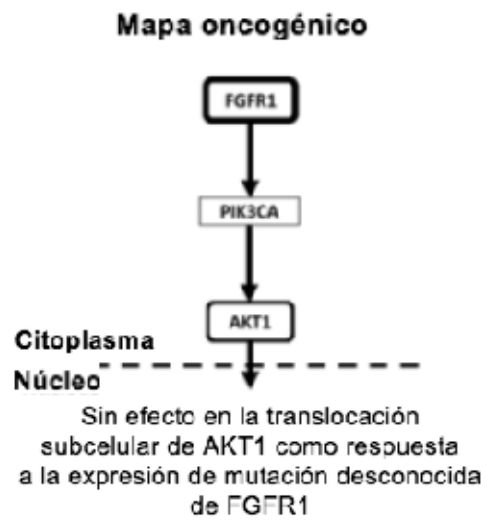 Mapa oncogénico
FGFR1
PIK3CA
AKT1
Citoplasma
Núcleo
Sin efecto en la translocación
subcelular de AKT1 como respuesta
a la expresión de mutación desconocida
de FGFR1